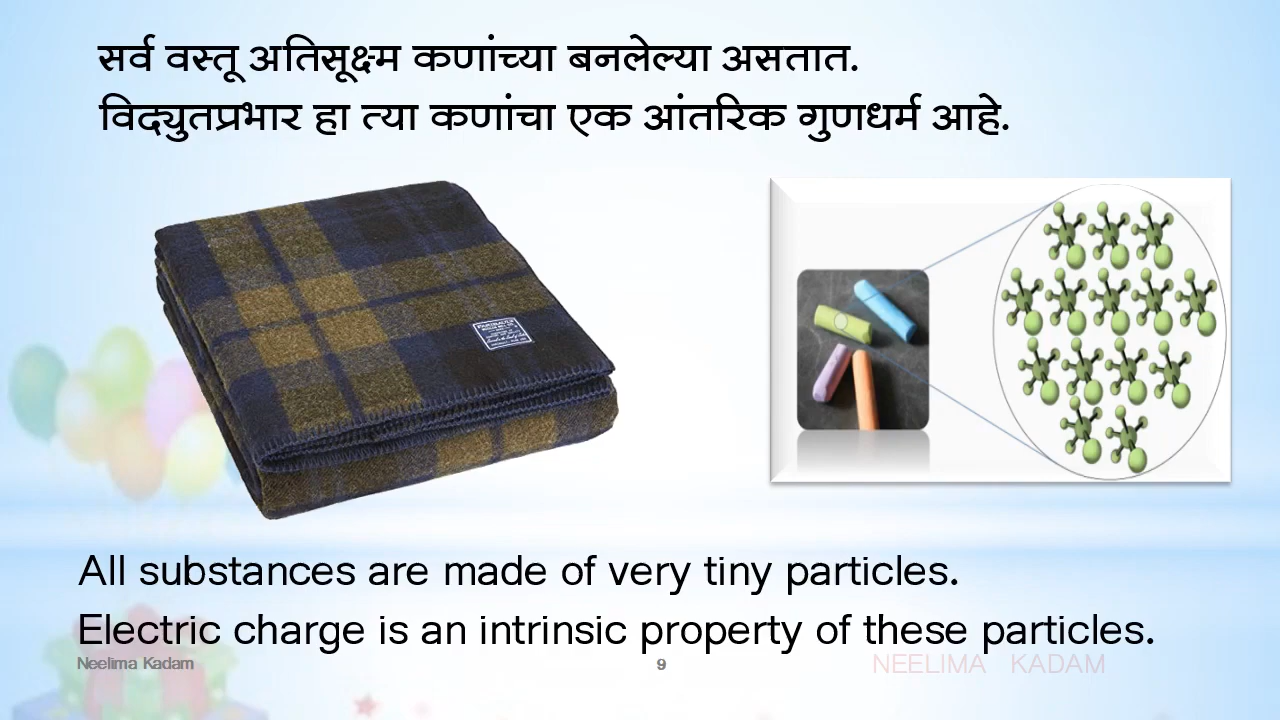 सर्व वस्तू अतिसूक्ष्म कणांच्या बनलेल्या असतात.
विद्युतप्रभार हा त्या कणांचा एक आंतरिक गुणधर्म आहे.
All substances are made of very tiny particles.
Electric charge is an intrinsic property of these particles.
Neelima Kadam
9
NEELIMA KADAM